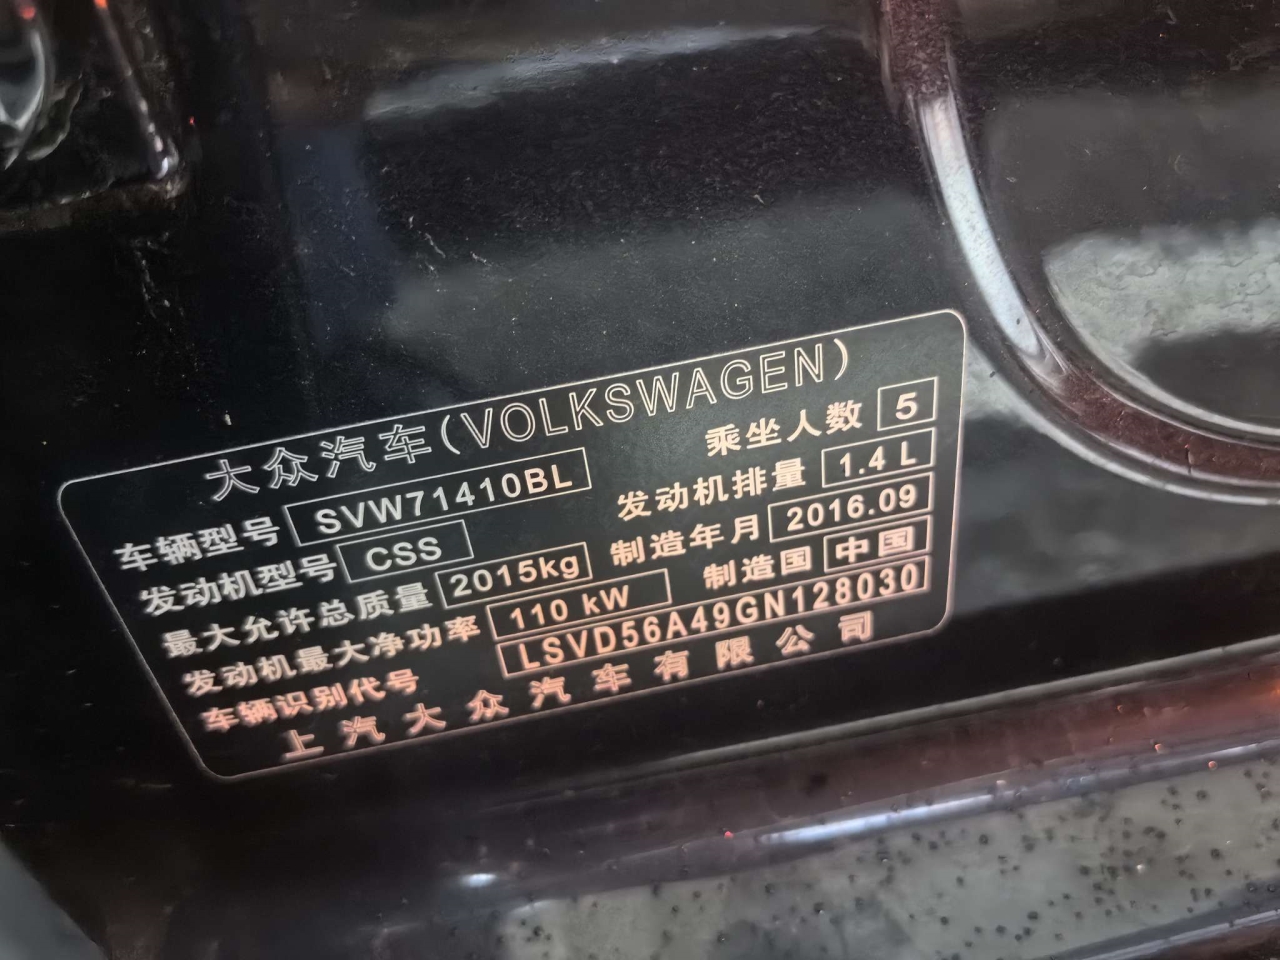 大众汽车(VOLKSWAGEN)
车辆型号 SVW71410BL 乘坐人数 5
发动机型号 CSS 发动机排量 1.4 L
最大允许总质量 2015kg 制造年月 2016.09
发动机最大净功率 110 kW 制造国 中国
车辆识别代号 LSVD56A49GN128030
上汽大众汽车有限公司